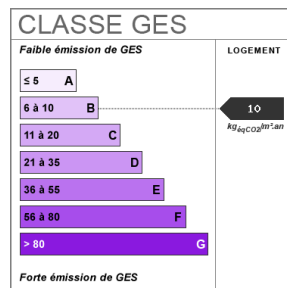 CLASSE GES
Faible émission de GES
LOGEMENT
≤ 5 A
6 à 10 B
10
kgéqCO2/m².an
11 à 20 C
21 à 35 D
36 à 55 E
56 à 80 F
> 80 G
Forte émission de GES